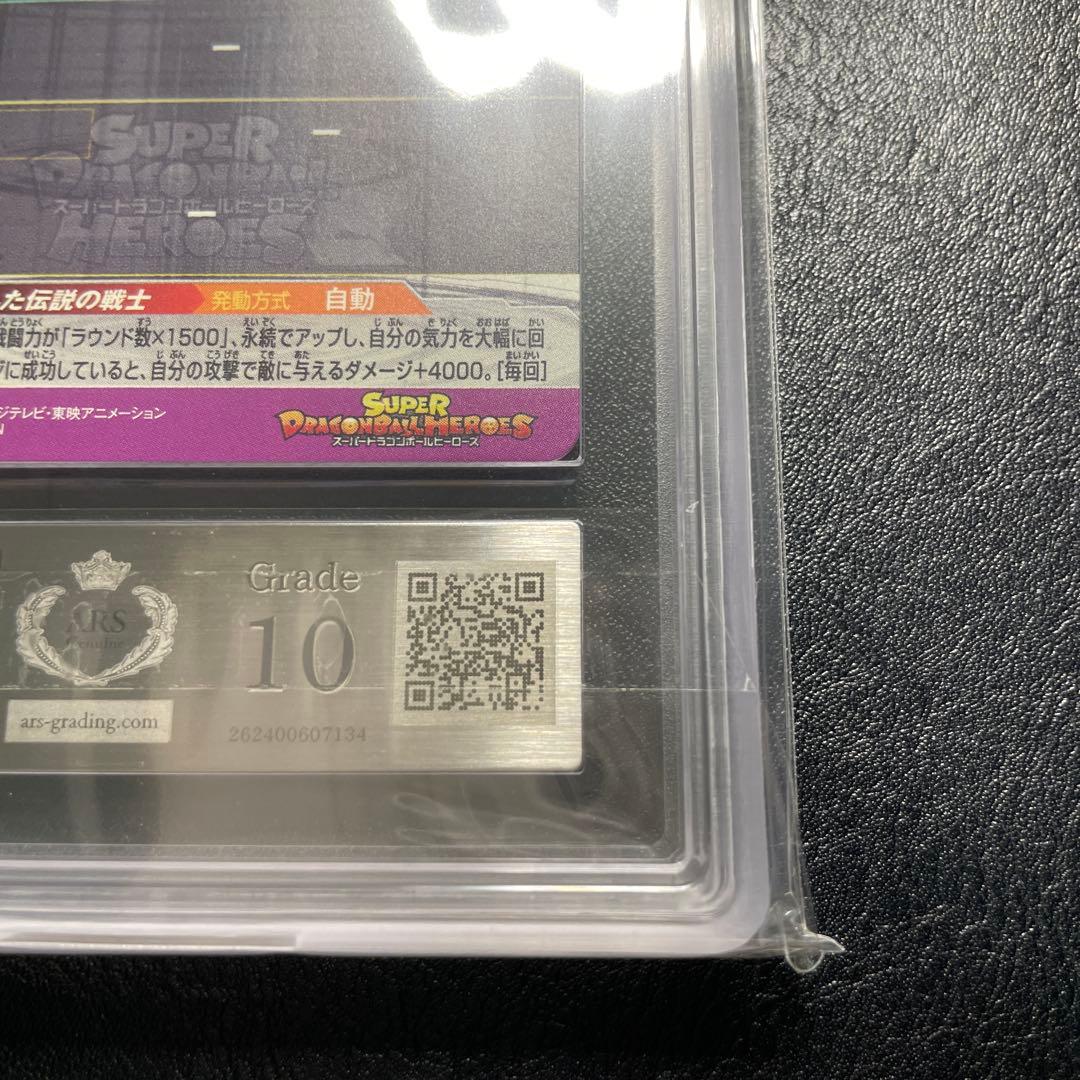 SUPER
DRAGONBALL
スーパードラゴンボールヒーローズ
HEROES
た伝説の戦士 発動方式 自動
闘力が「ラウンド数×1500」、永続でアップし、自分の気力を大幅に回
に成功していると、自分の攻撃で敵に与えるダメージ+4000。[毎回]
ジテレビ・東映アニメーション
N
SUPER
DRAGONBALL HEROES
スーパードラゴンボールヒーローズ
Grade
ARS
Genuine
10
ars-grading.com
262400607134